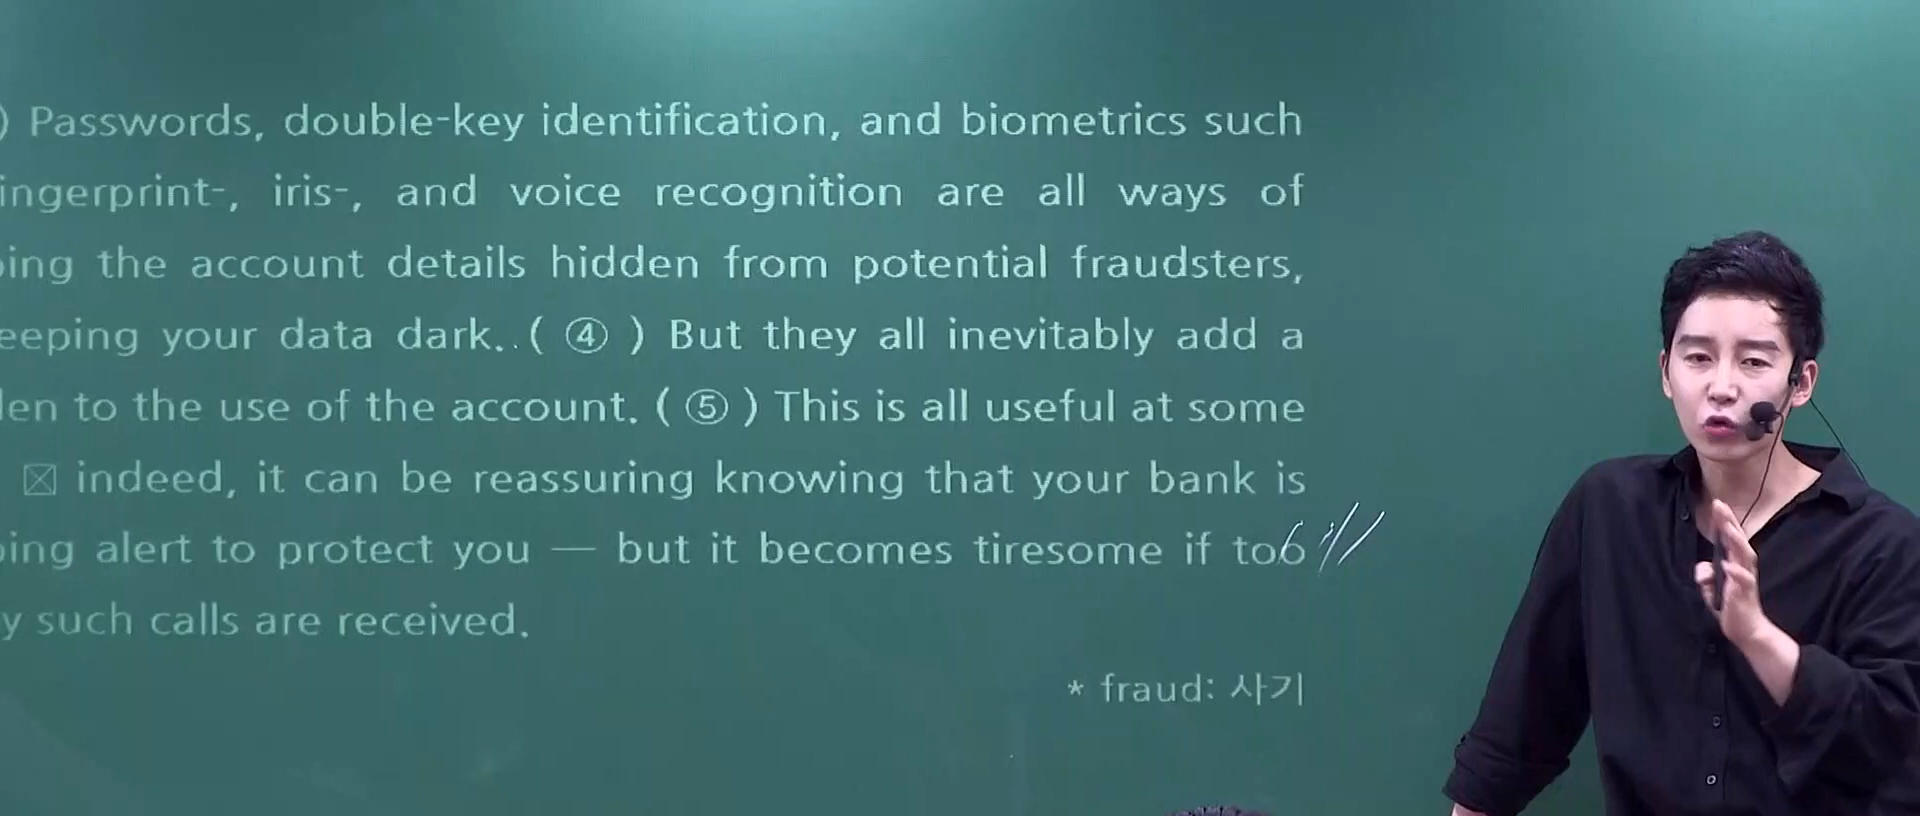 ) Passwords, double-key identification, and biometrics such
ingerprint-, iris-, and voice recognition are all ways of
ing the account details hidden from potential fraudsters,
eeping your data dark. ( ④ ) But they all inevitably add a
en to the use of the account. ( ⑤ ) This is all useful at some
☒ indeed, it can be reassuring knowing that your bank is
ing alert to protect you — but it becomes tiresome if too
y such calls are received.
* fraud: 사기